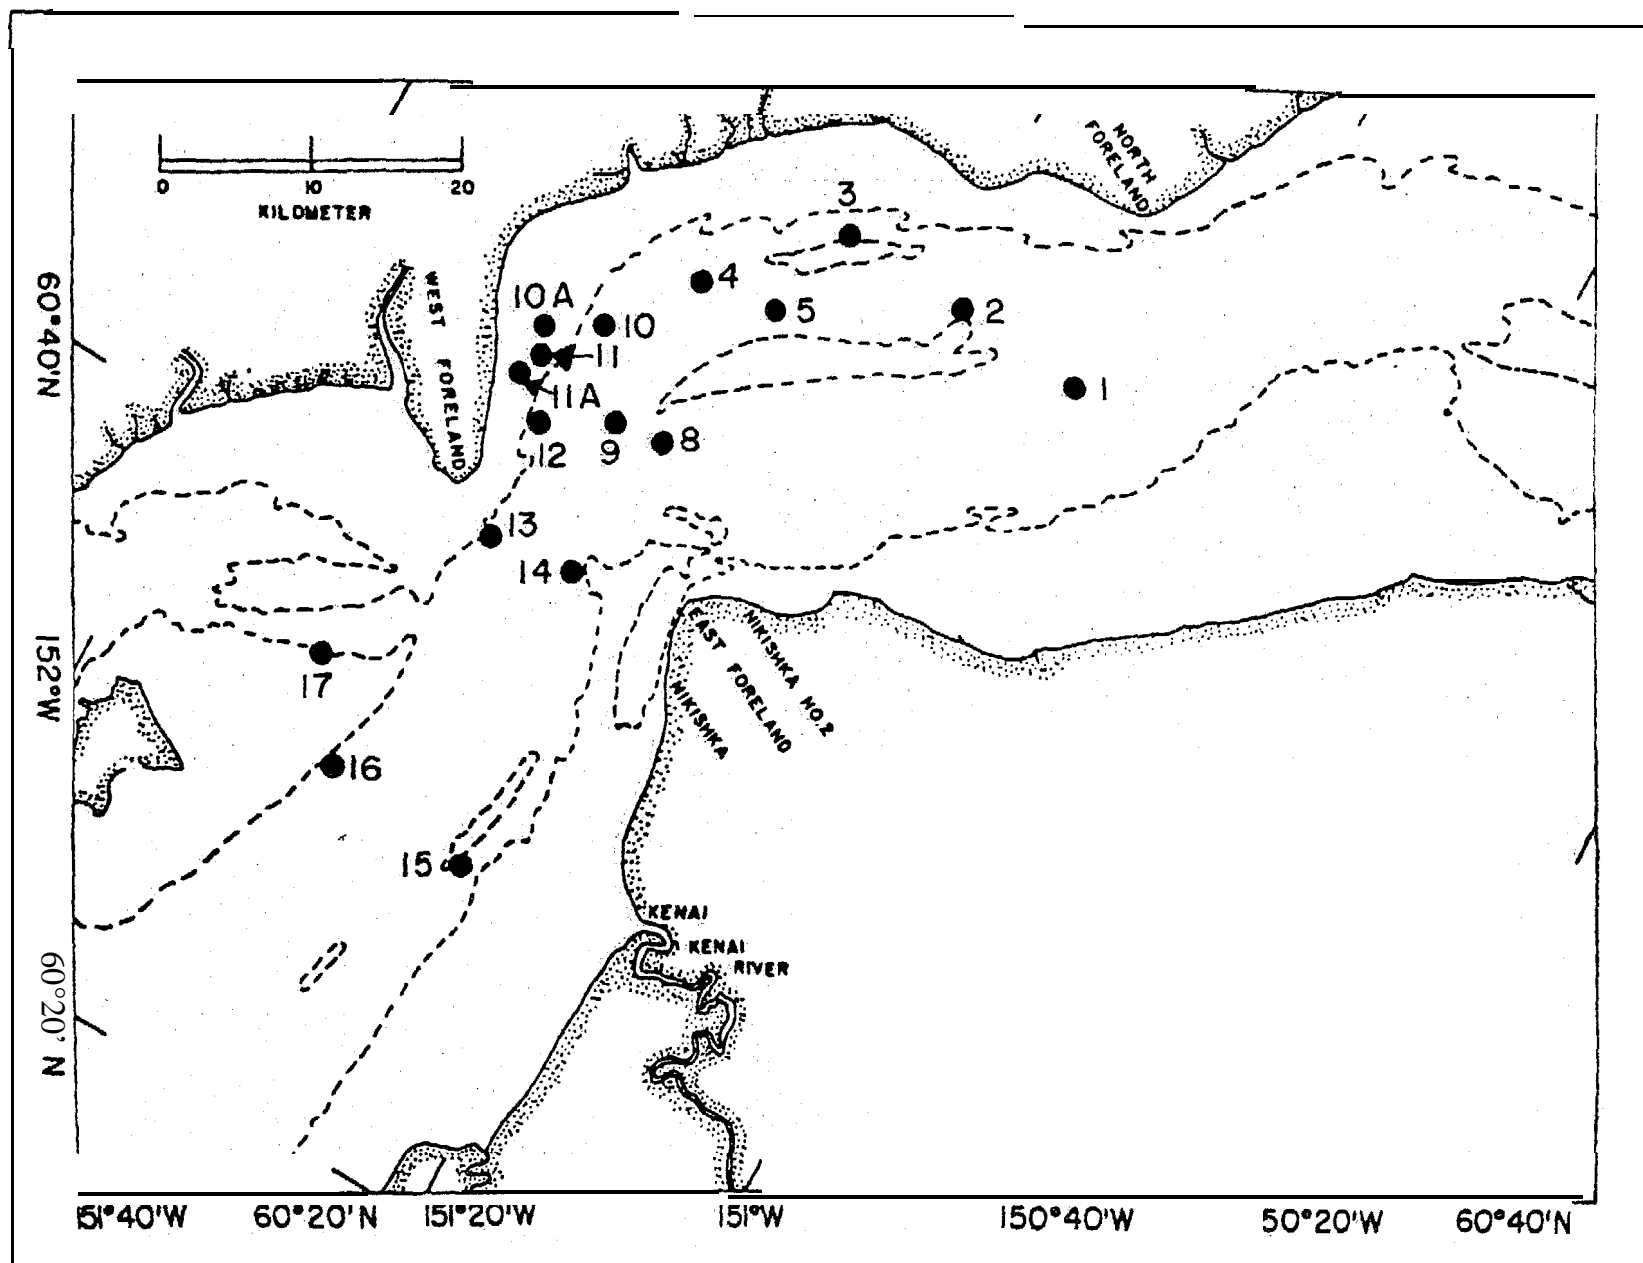 NORTH
FORELAND
0 10 20
KILOMETER
3
4
10A
10
5
2
11
WEST FORELAND
60°40'N
11A
1
12
9
8
13
14
EAST FORELAND
NIKISHKA NO.2
NIKISHKA
152°W
17
16
15
KENAI
KENAI
RIVER
60°20' N
151°40'W 60°20'N 151°20'W 151°W 150°40'W 50°20'W 60°40'N